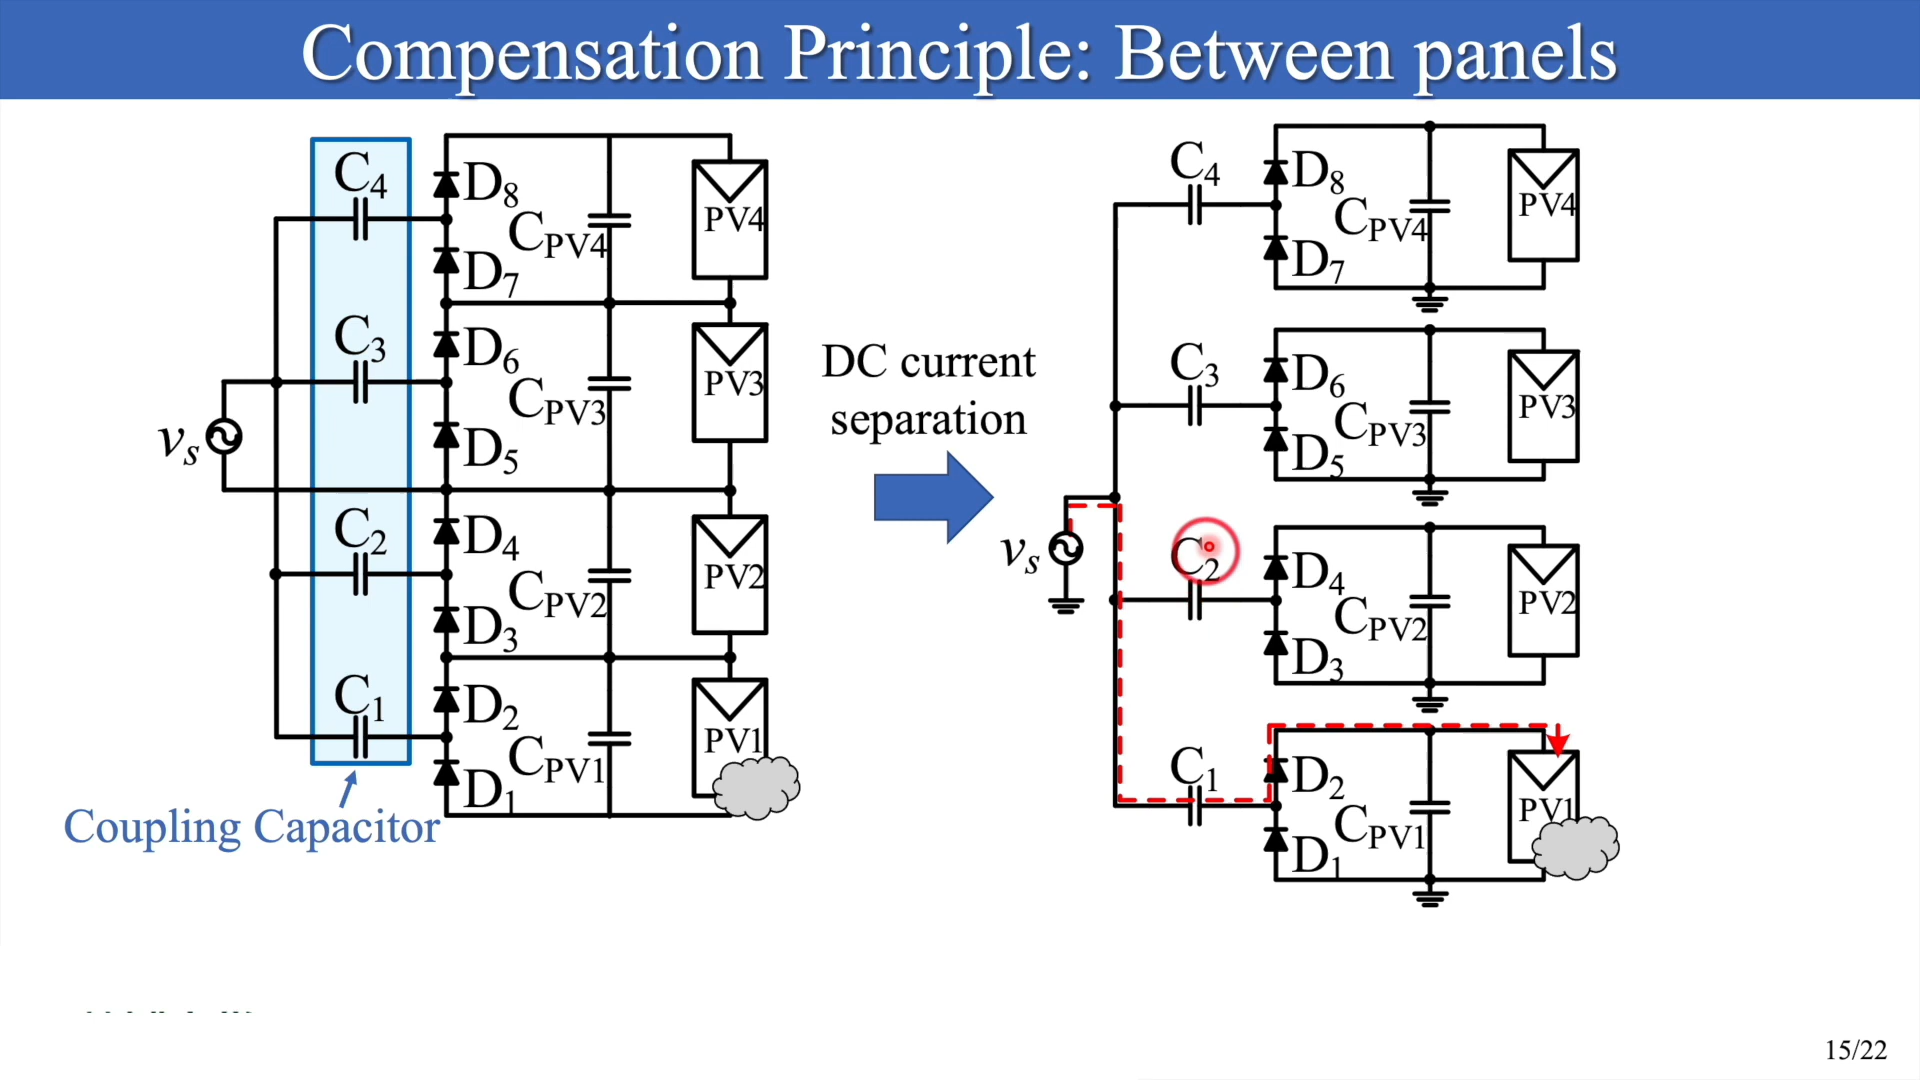 Compensation Principle: Between panels
C4
D8
CPV4
PV4
D7
C3
D6
CPV3
PV3
vs
D5
C2
D4
CPV2
PV2
D3
C1
D2
CPV1
PV1
D1
Coupling Capacitor
DC current
separation
C4
D8
CPV4
PV4
D7
C3
D6
CPV3
PV3
D5
vs
C2
D4
CPV2
PV2
D3
C1
D2
CPV1
PV1
D1
15/22